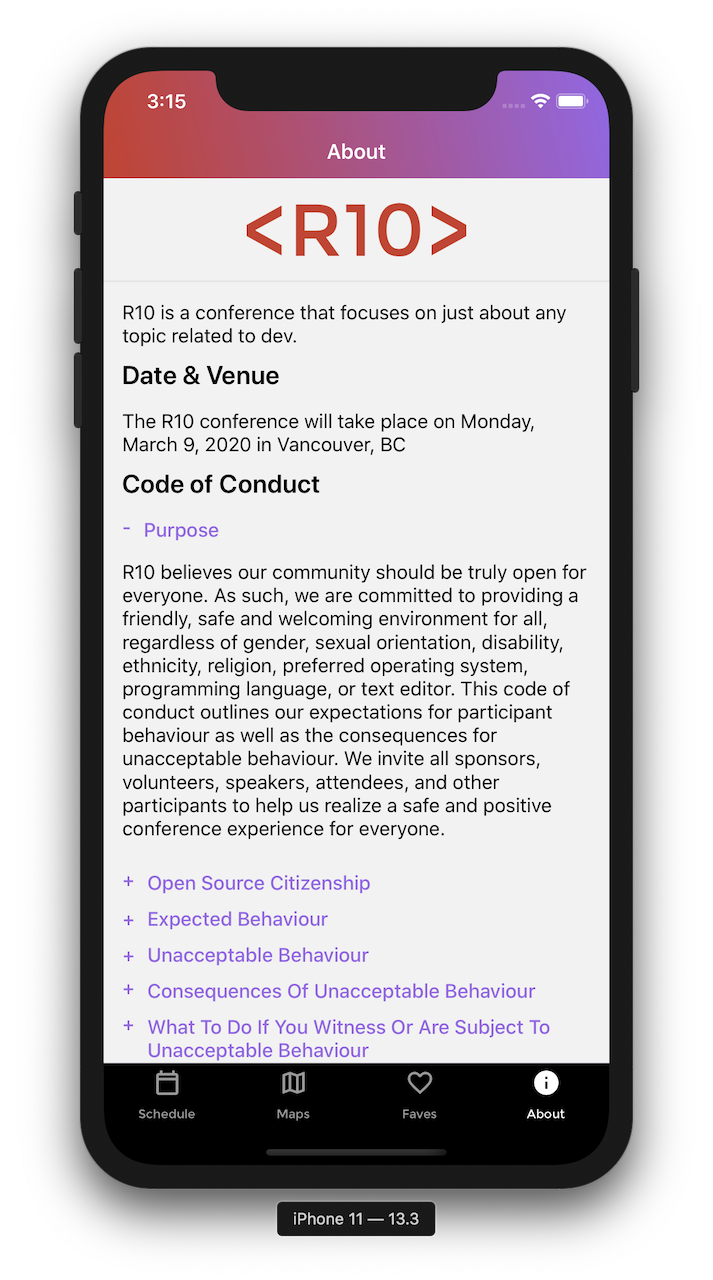 3:15
About
<R10>
R10 is a conference that focuses on just about any
topic related to dev.
Date & Venue
The R10 conference will take place on Monday,
March 9, 2020 in Vancouver, BC
Code of Conduct
- Purpose
R10 believes our community should be truly open for
everyone. As such, we are committed to providing a
friendly, safe and welcoming environment for all,
regardless of gender, sexual orientation, disability,
ethnicity, religion, preferred operating system,
programming language, or text editor. This code of
conduct outlines our expectations for participant
behaviour as well as the consequences for
unacceptable behaviour. We invite all sponsors,
volunteers, speakers, attendees, and other
participants to help us realize a safe and positive
conference experience for everyone.
+ Open Source Citizenship
+ Expected Behaviour
+ Unacceptable Behaviour
+ Consequences Of Unacceptable Behaviour
+ What To Do If You Witness Or Are Subject To
Unacceptable Behaviour
Schedule Maps Faves About
iPhone 11 — 13.3